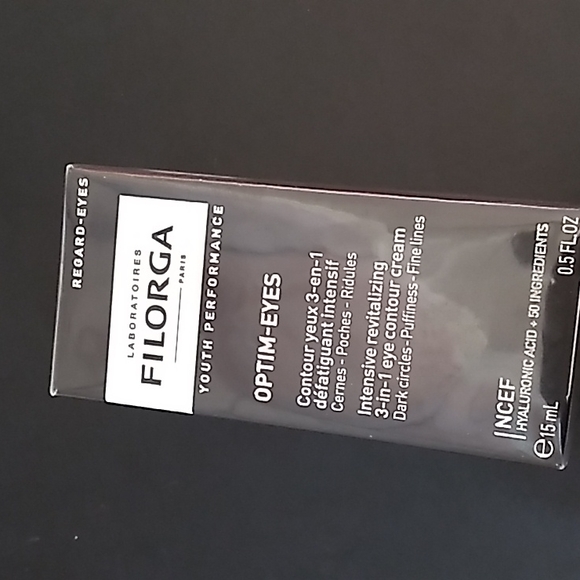 REGARD-EYES
LABORATOIRES
FILORGA
PARIS
YOUTH PERFORMANCE
OPTIM-EYES
Contour yeux 3-en-1
défatiguant intensif
Cernes - Poches - Ridules
Intensive revitalizing
3-in-1 eye contour cream
Dark circles - Puffiness - Fine lines
NCEF
HYALURONIC ACID + 50 INGREDIENTS
℮15 mL 0.5 FL.OZ